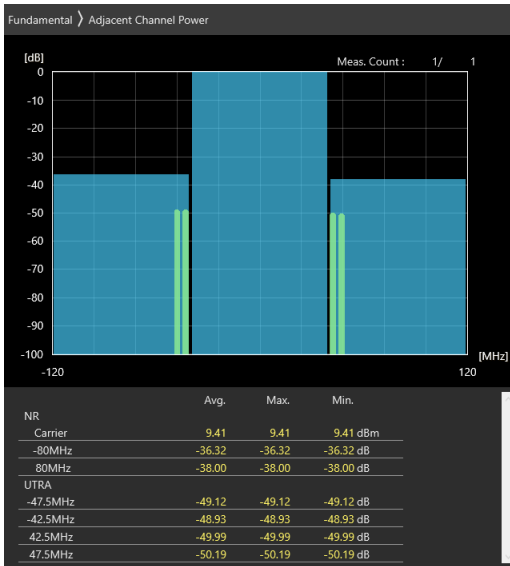 Fundamental 〉 Adjacent Channel Power
[dB]
Meas. Count : 1/ 1
0
-10
-20
-30
-40
-50
-60
-70
-80
-90
-100
[MHz]
-120 120
Avg. Max. Min.
NR
Carrier 9.41 9.41 9.41 dBm
-80MHz -36.32 -36.32 -36.32 dB
80MHz -38.00 -38.00 -38.00 dB
UTRA
-47.5MHz -49.12 -49.12 -49.12 dB
-42.5MHz -48.93 -48.93 -48.93 dB
42.5MHz -49.99 -49.99 -49.99 dB
47.5MHz -50.19 -50.19 -50.19 dB